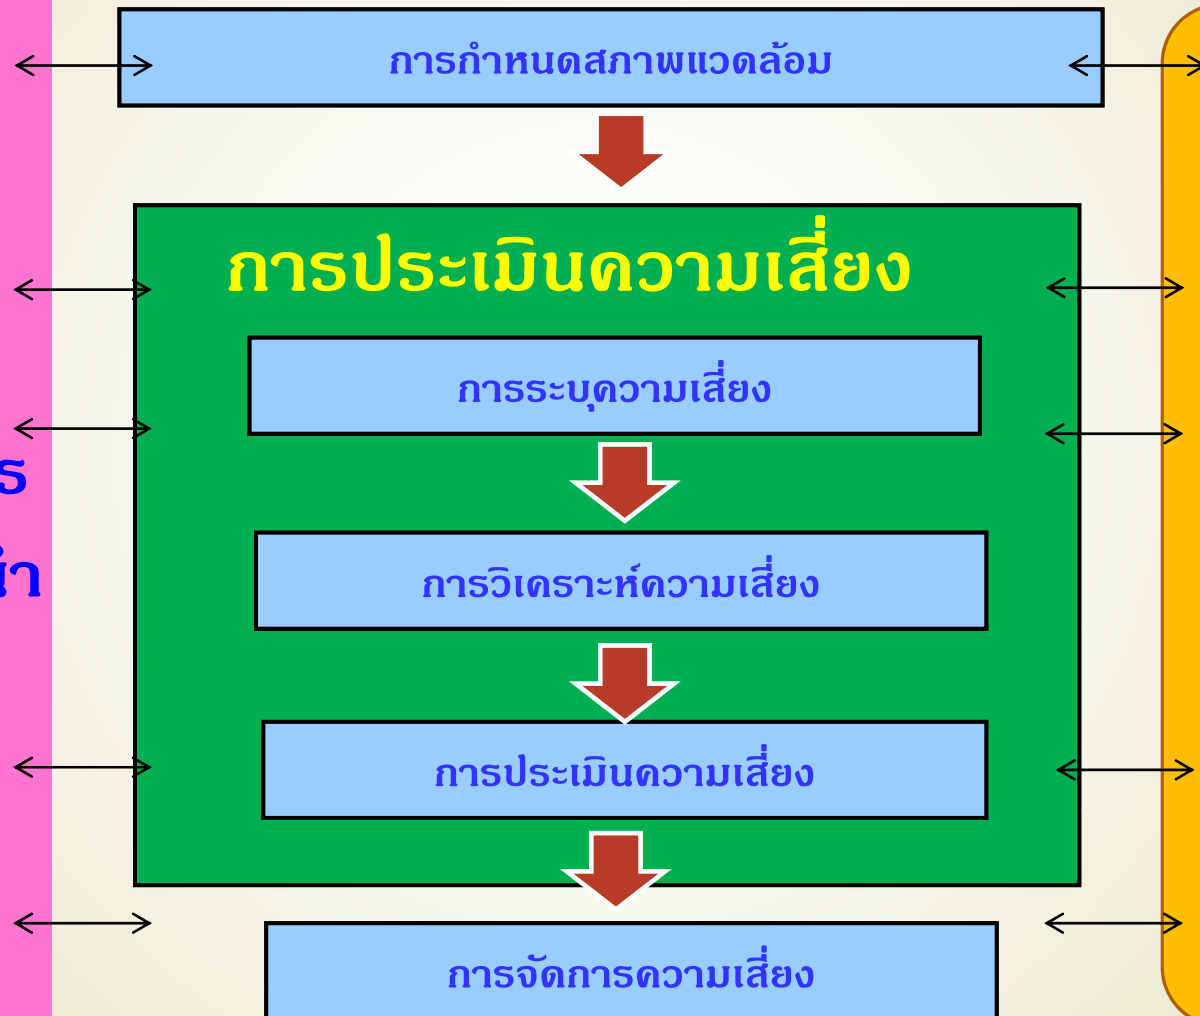 การกำหนดสภาพแวดล้อม
การประเมินความเสี่ยง
การระบุความเสี่ยง
การวิเคราะห์ความเสี่ยง
การประเมินความเสี่ยง
การจัดการความเสี่ยง